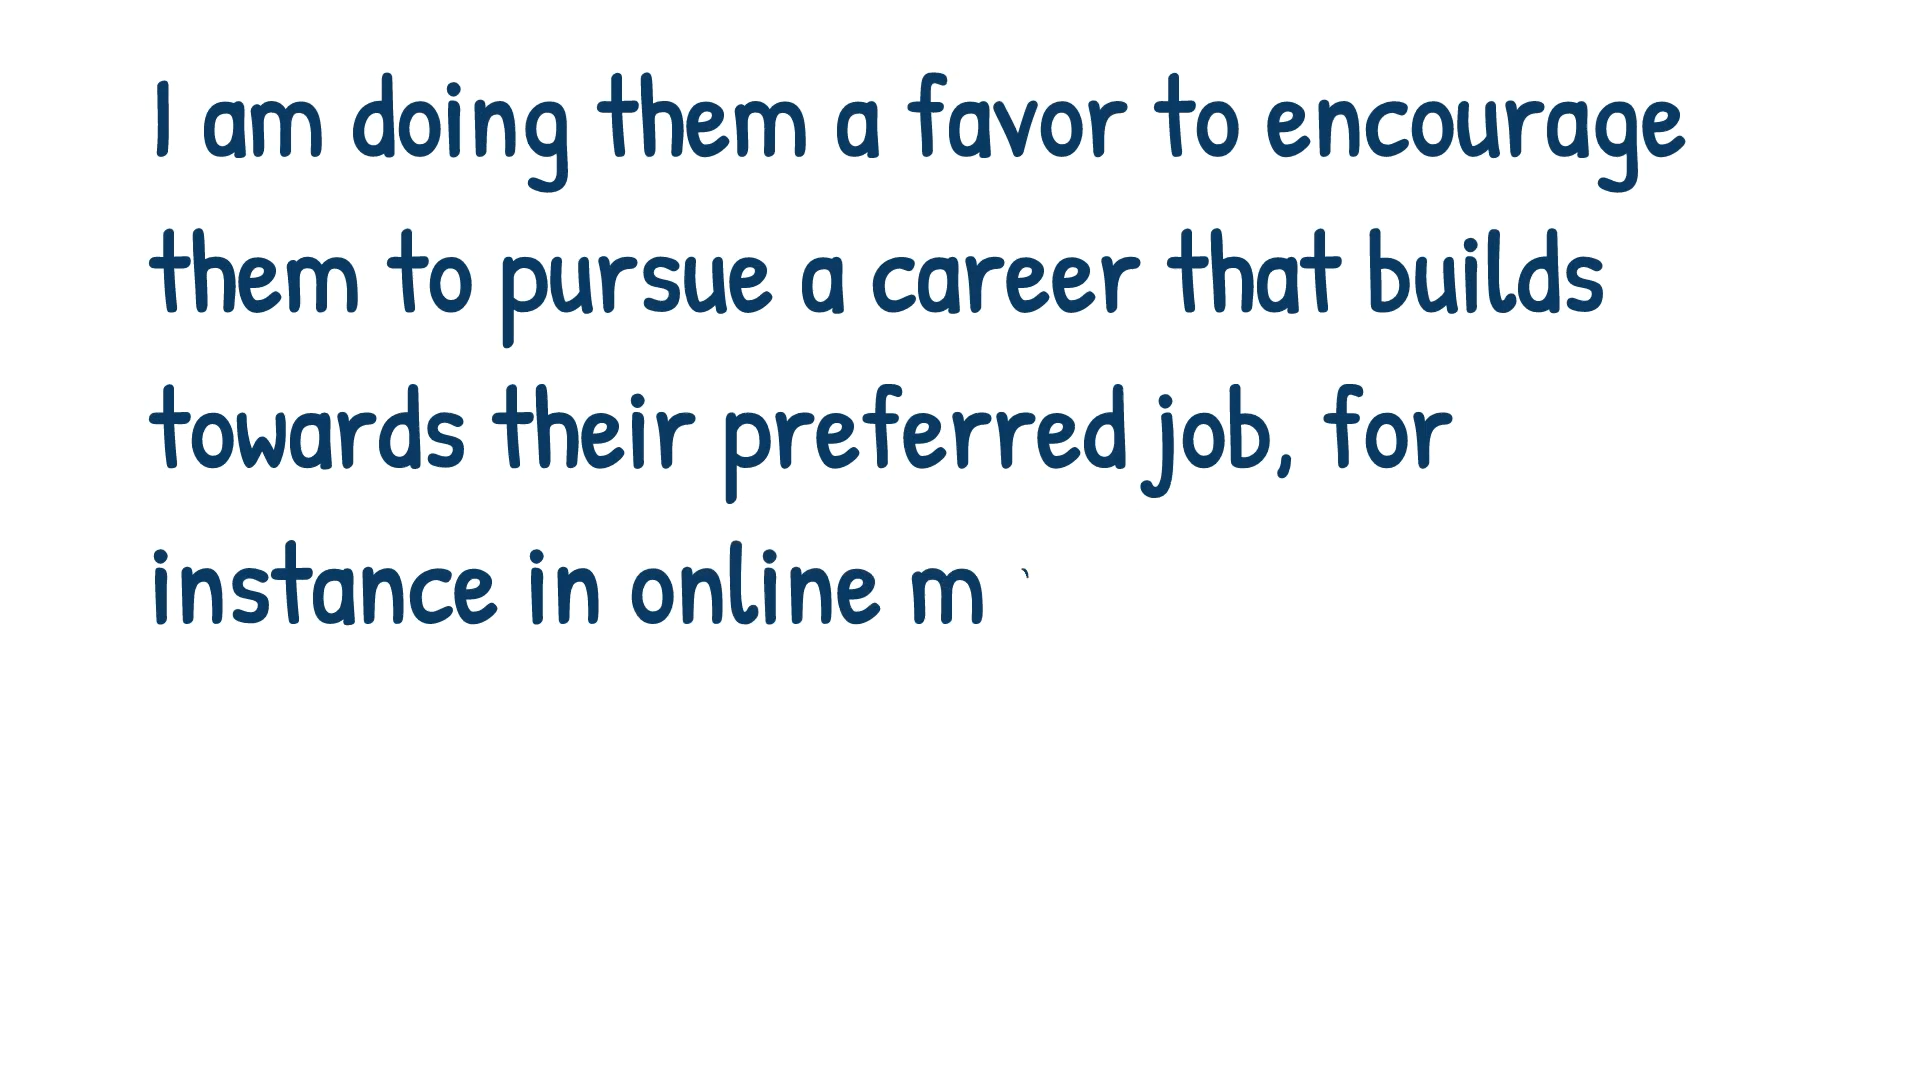 I am doing them a favor to encourage
them to pursue a career that builds
towards their preferred job, for
instance in online m